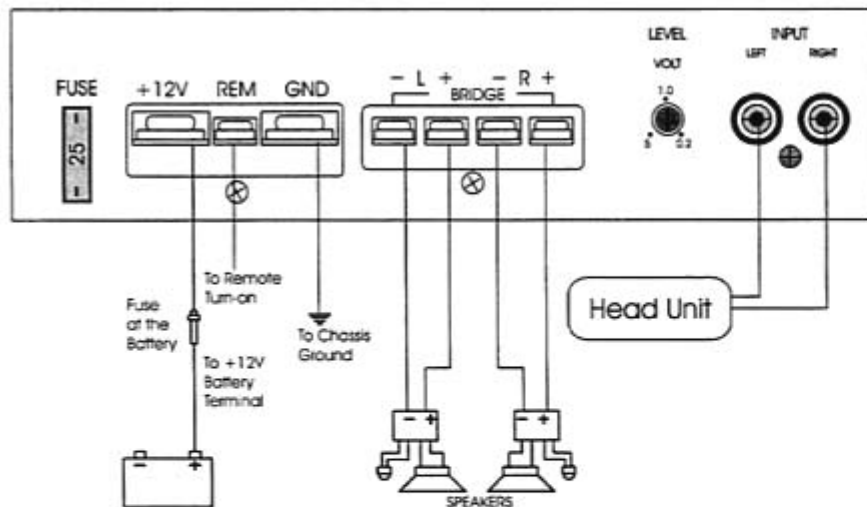 LEVEL
INPUT
VOLT
LEFT
RIGHT
FUSE
+12V
REM
GND
- L +
- R +
BRIDGE
1.0
5
0.2
25
To Remote
Turn-on
Fuse
at the
Battery
To Chassis
Ground
Head Unit
To +12V
Battery
Terminal
- +
- +
- +
SPEAKERS